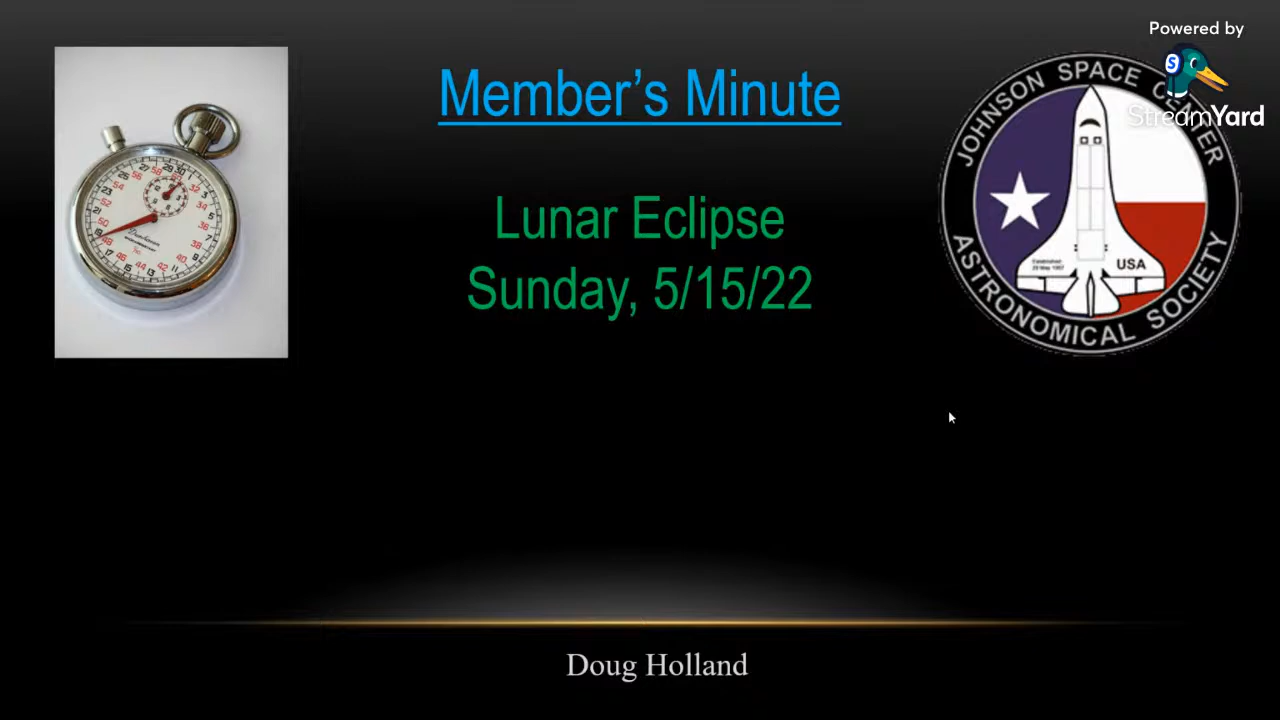 Powered by
StreamYard
Member's Minute
Lunar Eclipse
Sunday, 5/15/22
JOHNSON SPACE CENTER
ASTRONOMICAL SOCIETY
USA
Doug Holland